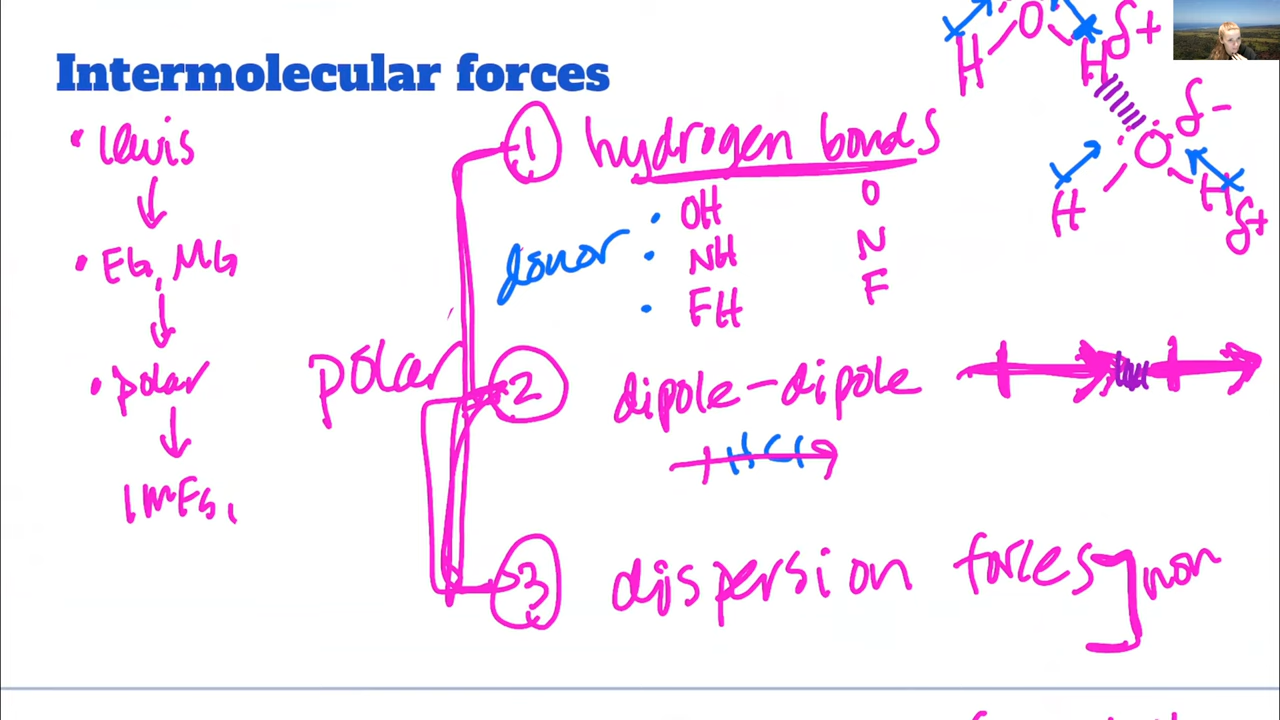 Intermolecular forces
• lewis
• EG, MG
• polar
IMFs,
polar
① hydrogen bonds
donor
• OH O
• NH N
• FH F
② dipole-dipole
HCl
③ dispersion forces ] non
O
H H δ+
O δ-
H H δ+